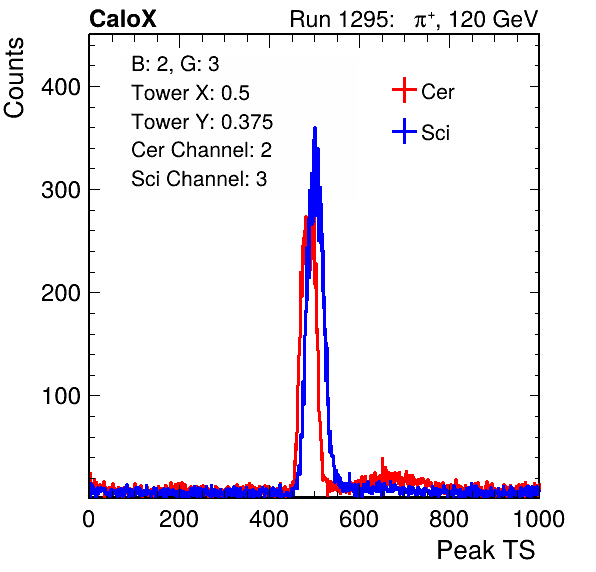 CaloX Run 1295: π⁺, 120 GeV
Counts
B: 2, G: 3
Tower X: 0.5
Tower Y: 0.375
Cer Channel: 2
Sci Channel: 3
Cer
Sci
400
300
200
100
0 200 400 600 800 1000
Peak TS